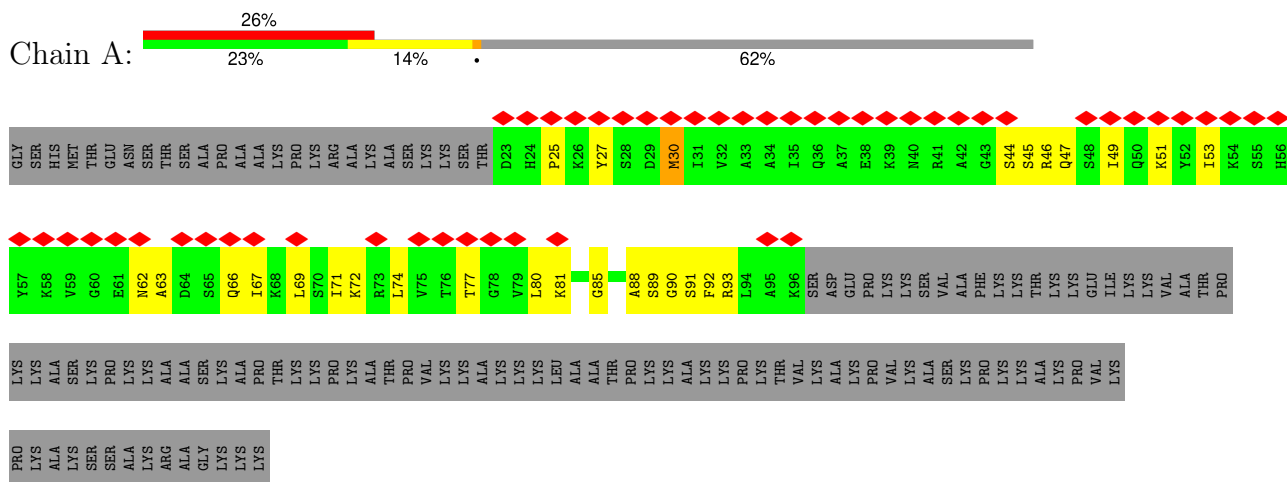 26%
Chain A:
23% 14% • 62%
GLY SER HIS MET THR GLU ASN SER THR SER ALA PRO ALA ALA LYS PRO LYS ARG ALA LYS ALA SER LYS LYS SER THR D23 H24 P25 K26 Y27 S28 D29 M30 I31 V32 A33 A34 I35 Q36 A37 E38 K39 N40 R41 A42 G43 S44 S45 R46 Q47 S48 I49 Q50 K51 Y52 I53 K54 S55 H56
Y57 K58 V59 G60 E61 N62 A63 D64 S65 Q66 I67 K68 L69 S70 I71 K72 R73 L74 V75 T76 T77 G78 V79 L80 K81 G85 A88 S89 G90 S91 F92 R93 L94 A95 K96 SER ASP GLU PRO LYS LYS SER VAL ALA PHE LYS LYS THR LYS LYS GLU ILE LYS LYS VAL ALA THR PRO
LYS LYS ALA SER LYS PRO LYS LYS ALA ALA SER LYS ALA PRO THR LYS LYS PRO LYS ALA THR PRO VAL LYS LYS ALA LYS LYS LYS LEU ALA ALA THR PRO LYS LYS ALA LYS LYS PRO LYS THR VAL LYS ALA LYS PRO VAL LYS ALA SER LYS PRO LYS LYS ALA LYS PRO VAL LYS
PRO LYS ALA LYS SER SER ALA LYS ARG ALA GLY LYS LYS LYS